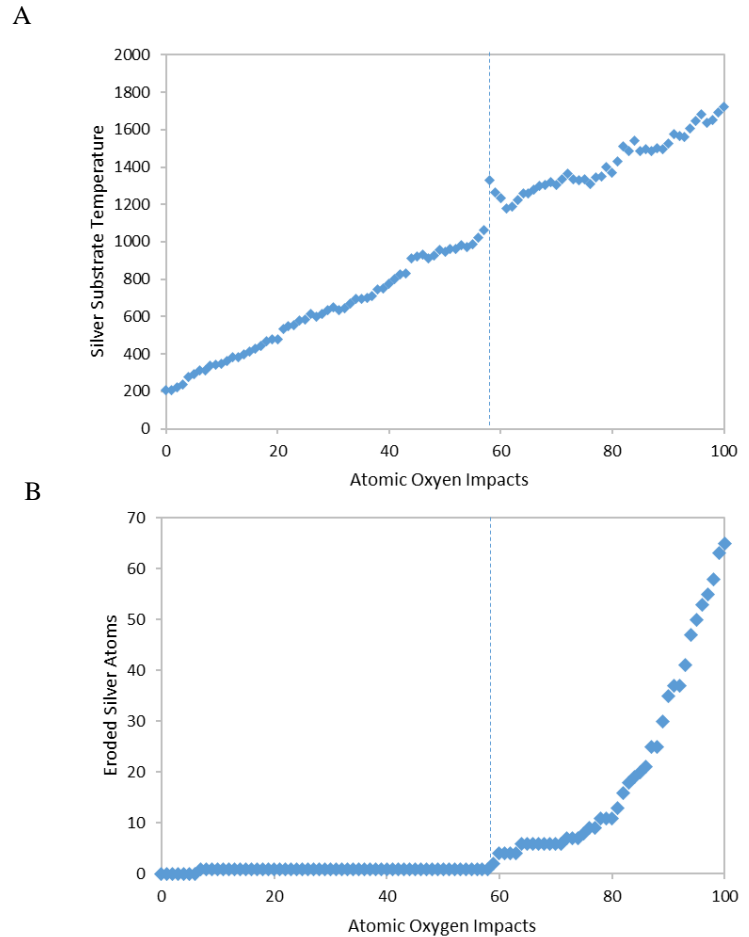 A
2000
1800
1600
1400
1200
1000
800
600
400
200
0
Silver Substrate Temperature
0 20 40 60 80 100
Atomic Oxyen Impacts
B
70
60
50
40
30
20
10
0
Eroded Silver Atoms
0 20 40 60 80 100
Atomic Oxygen Impacts